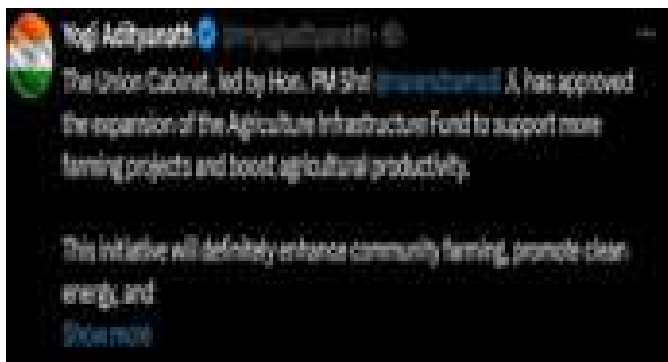 Yogi Adityanath @myogiadityanath
The Union Cabinet, led by Hon. PM Shri @narendramodi Ji, has approved
the expansion of the Agriculture Infrastructure Fund to support more
farming projects and boost agricultural productivity.
This initiative will definitely enhance community farming, promote clean
energy, and
Show more